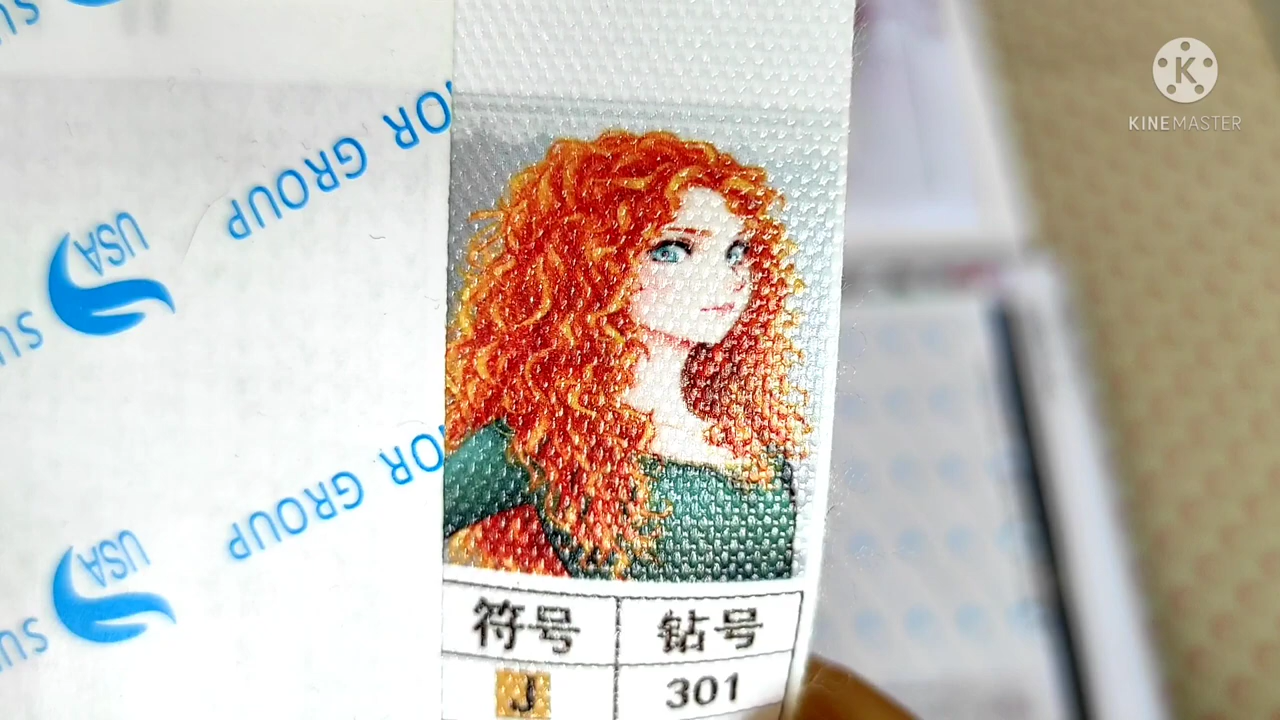 OR GROUP
USA
SU
OR GROUP
USA
SU
符号 钻号
J 301
KINEMASTER